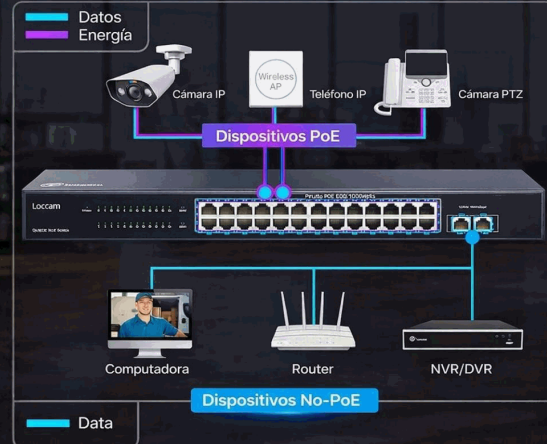 Datos
Energía
Wireless
AP
Cámara IP
Teléfono IP
Cámara PTZ
Dispositivos PoE
Loccam
Computadora
Router
NVR/DVR
Dispositivos No-PoE
Data